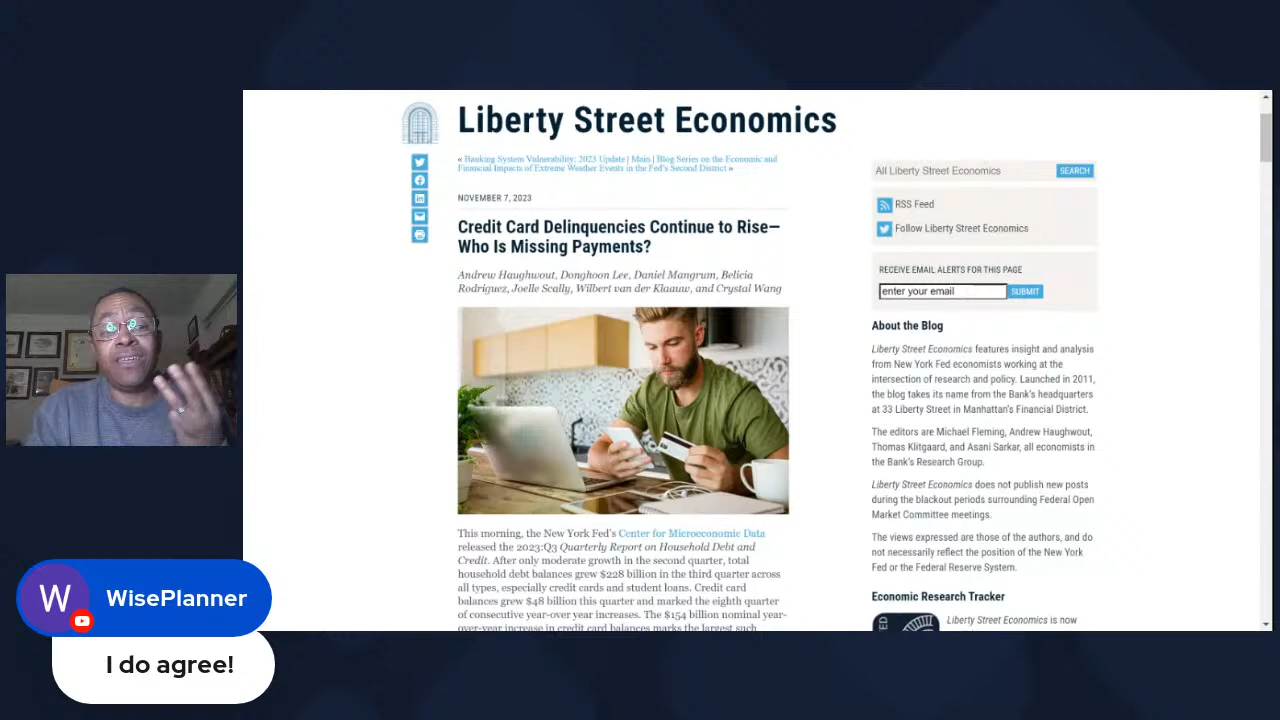 Liberty Street Economics
« Banking System Vulnerability: 2023 Update | Main | Blog Series on the Economic and
Financial Impacts of Extreme Weather Events in the Fed's Second District »
NOVEMBER 7, 2023
Credit Card Delinquencies Continue to Rise—
Who Is Missing Payments?
Andrew Haughwout, Donghoon Lee, Daniel Mangrum, Belicia
Rodriguez, Joelle Scally, Wilbert van der Klaauw, and Crystal Wang
This morning, the New York Fed's Center for Microeconomic Data
released the 2023:Q3 Quarterly Report on Household Debt and
Credit. After only moderate growth in the second quarter, total
household debt balances grew $228 billion in the third quarter across
all types, especially credit cards and student loans. Credit card
balances grew $48 billion this quarter and marked the eighth quarter
of consecutive year-over year increases. The $154 billion nominal year-
over-year increase in credit card balances marks the largest such
All Liberty Street Economics
SEARCH
RSS Feed
Follow Liberty Street Economics
RECEIVE EMAIL ALERTS FOR THIS PAGE
enter your email
SUBMIT
About the Blog
Liberty Street Economics features insight and analysis
from New York Fed economists working at the
intersection of research and policy. Launched in 2011,
the blog takes its name from the Bank's headquarters
at 33 Liberty Street in Manhattan's Financial District.
The editors are Michael Fleming, Andrew Haughwout,
Thomas Klitgaard, and Asani Sarkar, all economists in
the Bank's Research Group.
Liberty Street Economics does not publish new posts
during the blackout periods surrounding Federal Open
Market Committee meetings.
The views expressed are those of the authors, and do
not necessarily reflect the position of the New York
Fed or the Federal Reserve System.
Economic Research Tracker
Liberty Street Economics is now
W
WisePlanner
I do agree!